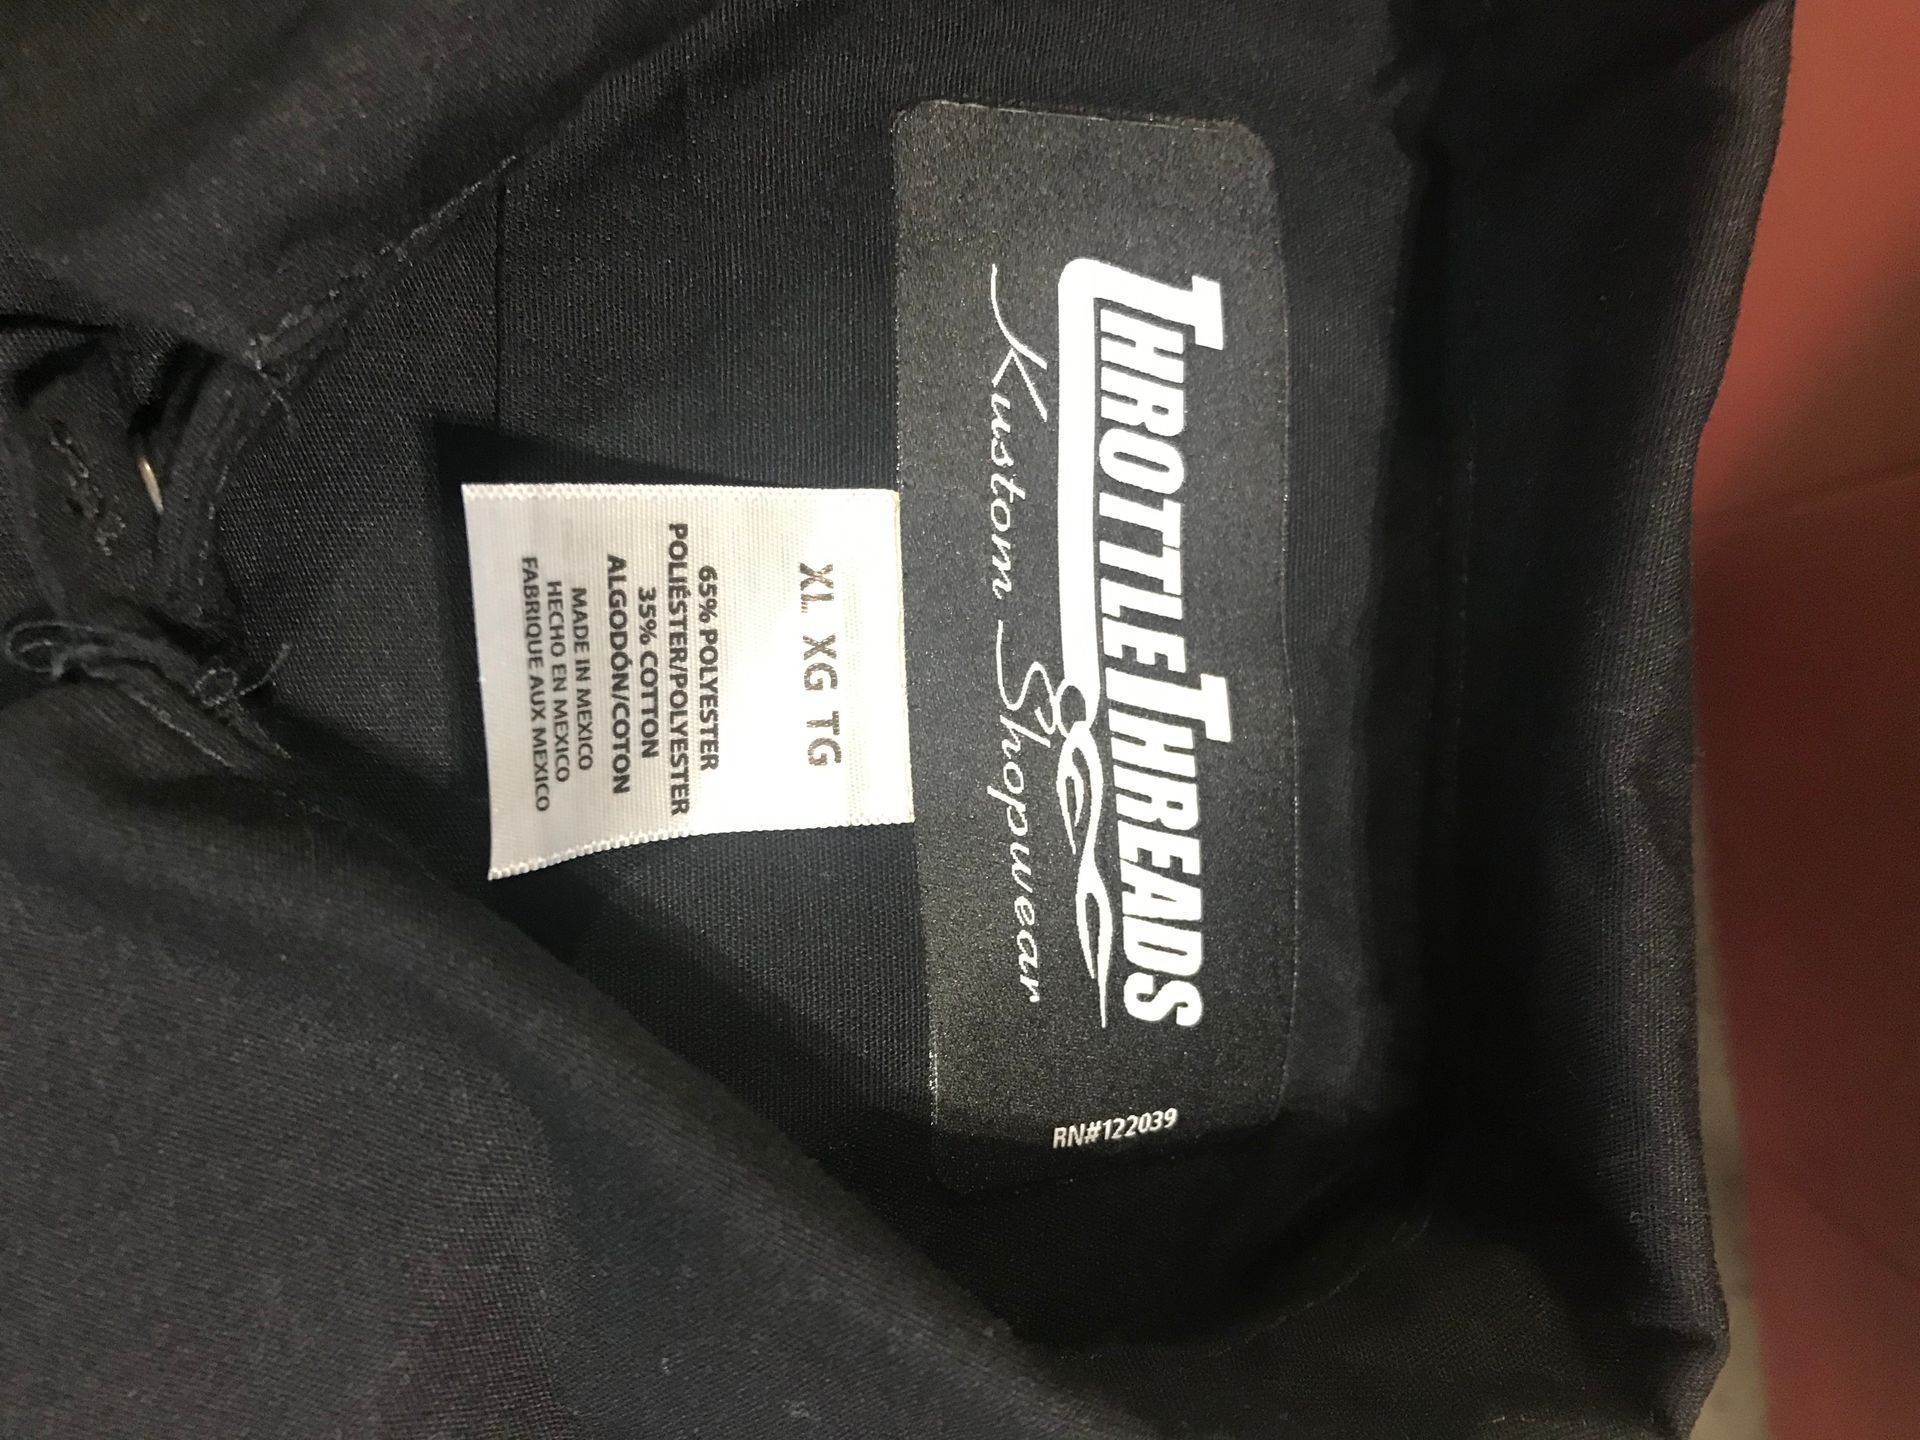 THROTTLE THREADS
Kustom Shopwear
RN#122039
XL XG TG
65% POLYESTER
POLIÉSTER/POLYESTER
35% COTTON
ALGODÓN/COTON
MADE IN MEXICO
HECHO EN MEXICO
FABRIQUE AUX MEXICO